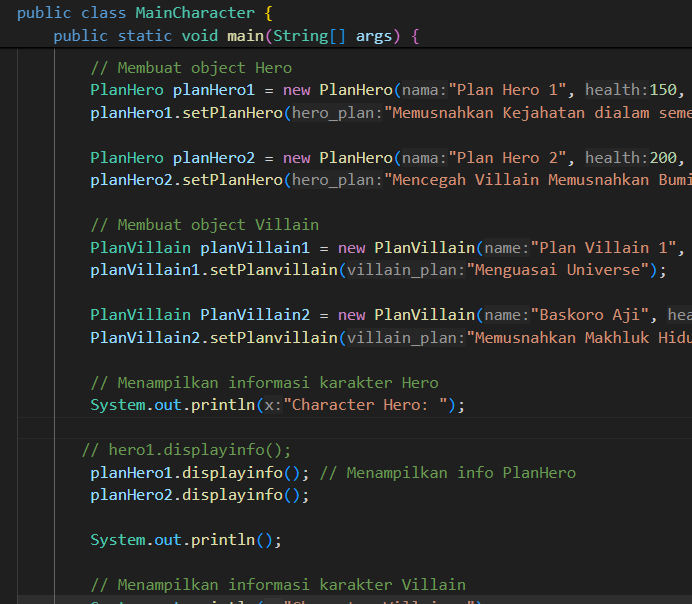 public class MainCharacter {
public static void main(String[] args) {
// Membuat object Hero
PlanHero planHero1 = new PlanHero(nama:"Plan Hero 1", health:150,
planHero1.setPlanHero(hero_plan:"Memusnahkan Kejahatan dialam seme
PlanHero planHero2 = new PlanHero(nama:"Plan Hero 2", health:200,
planHero2.setPlanHero(hero_plan:"Mencegah Villain Memusnahkan Bumi
// Membuat object Villain
PlanVillain planVillain1 = new PlanVillain(name:"Plan Villain 1",
planVillain1.setPlanvillain(villain_plan:"Menguasai Universe");
PlanVillain PlanVillain2 = new PlanVillain(name:"Baskoro Aji", hea
PlanVillain2.setPlanvillain(villain_plan:"Memusnahkan Makhluk Hidu
// Menampilkan informasi karakter Hero
System.out.println(x:"Character Hero: ");
// hero1.displayinfo();
planHero1.displayinfo(); // Menampilkan info PlanHero
planHero2.displayinfo();
System.out.println();
// Menampilkan informasi karakter Villain